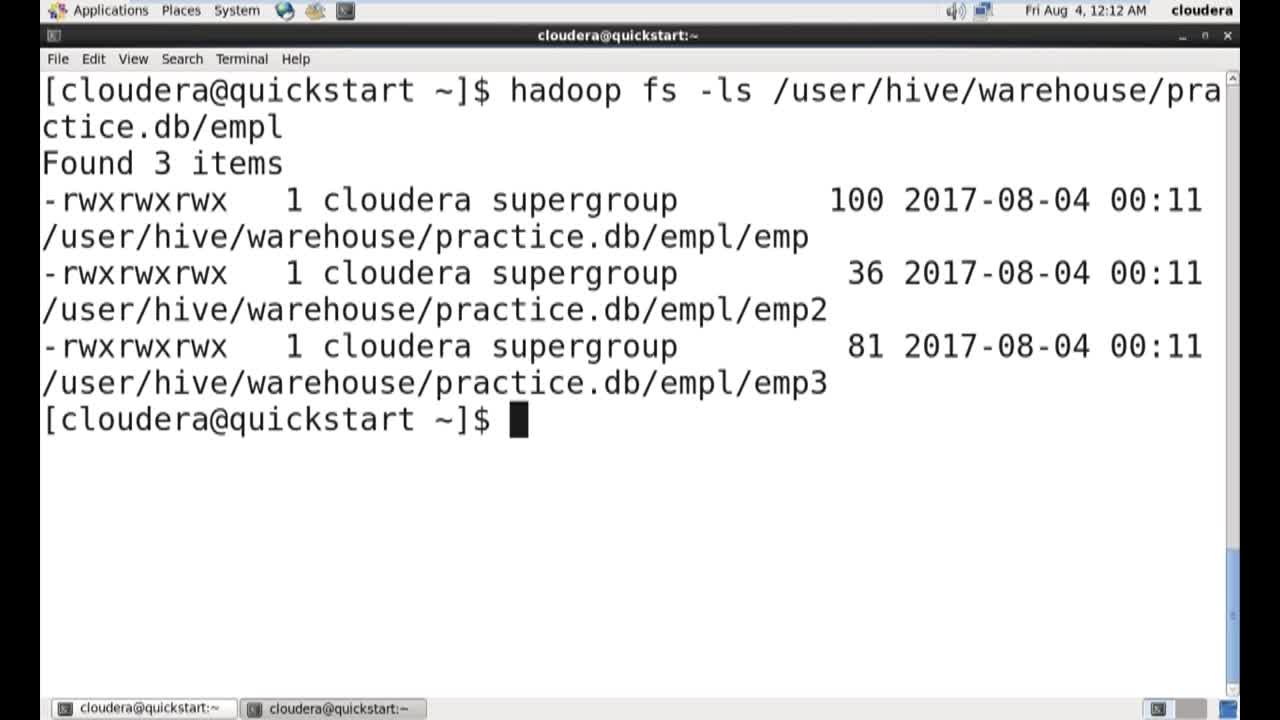 Applications Places System Fri Aug 4, 12:12 AM cloudera
cloudera@quickstart:~
File Edit View Search Terminal Help
[cloudera@quickstart ~]$ hadoop fs -ls /user/hive/warehouse/pra
ctice.db/empl
Found 3 items
-rwxrwxrwx   1 cloudera supergroup        100 2017-08-04 00:11
/user/hive/warehouse/practice.db/empl/emp
-rwxrwxrwx   1 cloudera supergroup         36 2017-08-04 00:11
/user/hive/warehouse/practice.db/empl/emp2
-rwxrwxrwx   1 cloudera supergroup         81 2017-08-04 00:11
/user/hive/warehouse/practice.db/empl/emp3
[cloudera@quickstart ~]$
cloudera@quickstart:~ cloudera@quickstart:~